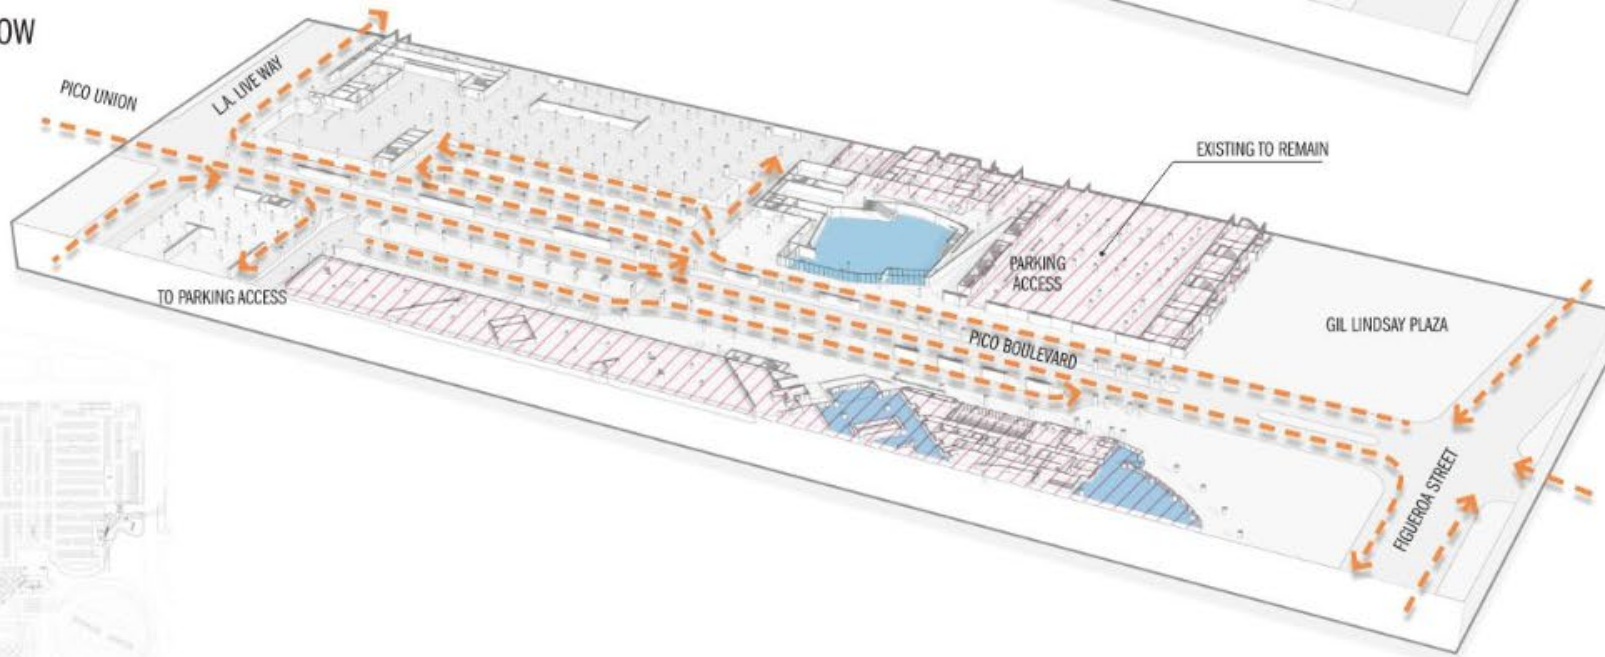 OW
PICO UNION
L.A. LIVE WAY
EXISTING TO REMAIN
PARKING
ACCESS
TO PARKING ACCESS
PICO BOULEVARD
GIL LINDSAY PLAZA
FIGUEROA STREET